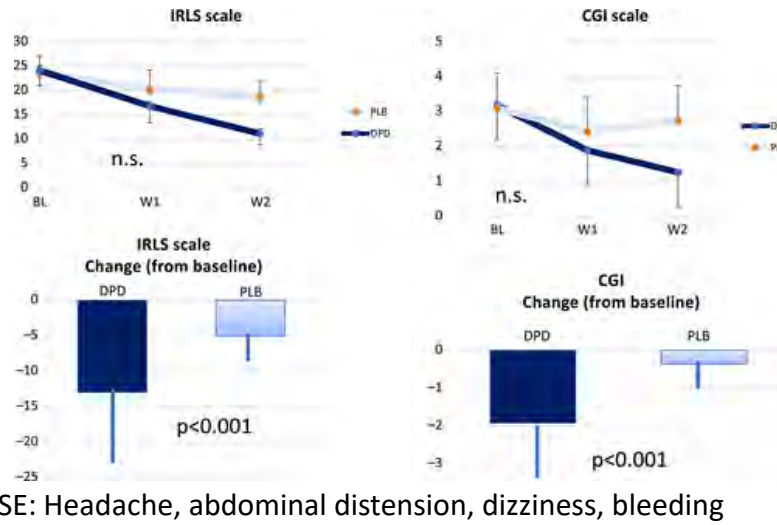 IRLS scale
30
25
20
15
10
5
0
n.s.
BL W1 W2
PLB
DPD
CGI scale
5
4
3
2
1
0
n.s.
BL W1 W2
IRLS scale
Change (from baseline)
DPD PLB
0
−5
−10
−15
−20
−25
p<0.001
CGI
Change (from baseline)
DPD PLB
0
−1
−2
−3
p<0.001
SE: Headache, abdominal distension, dizziness, bleeding